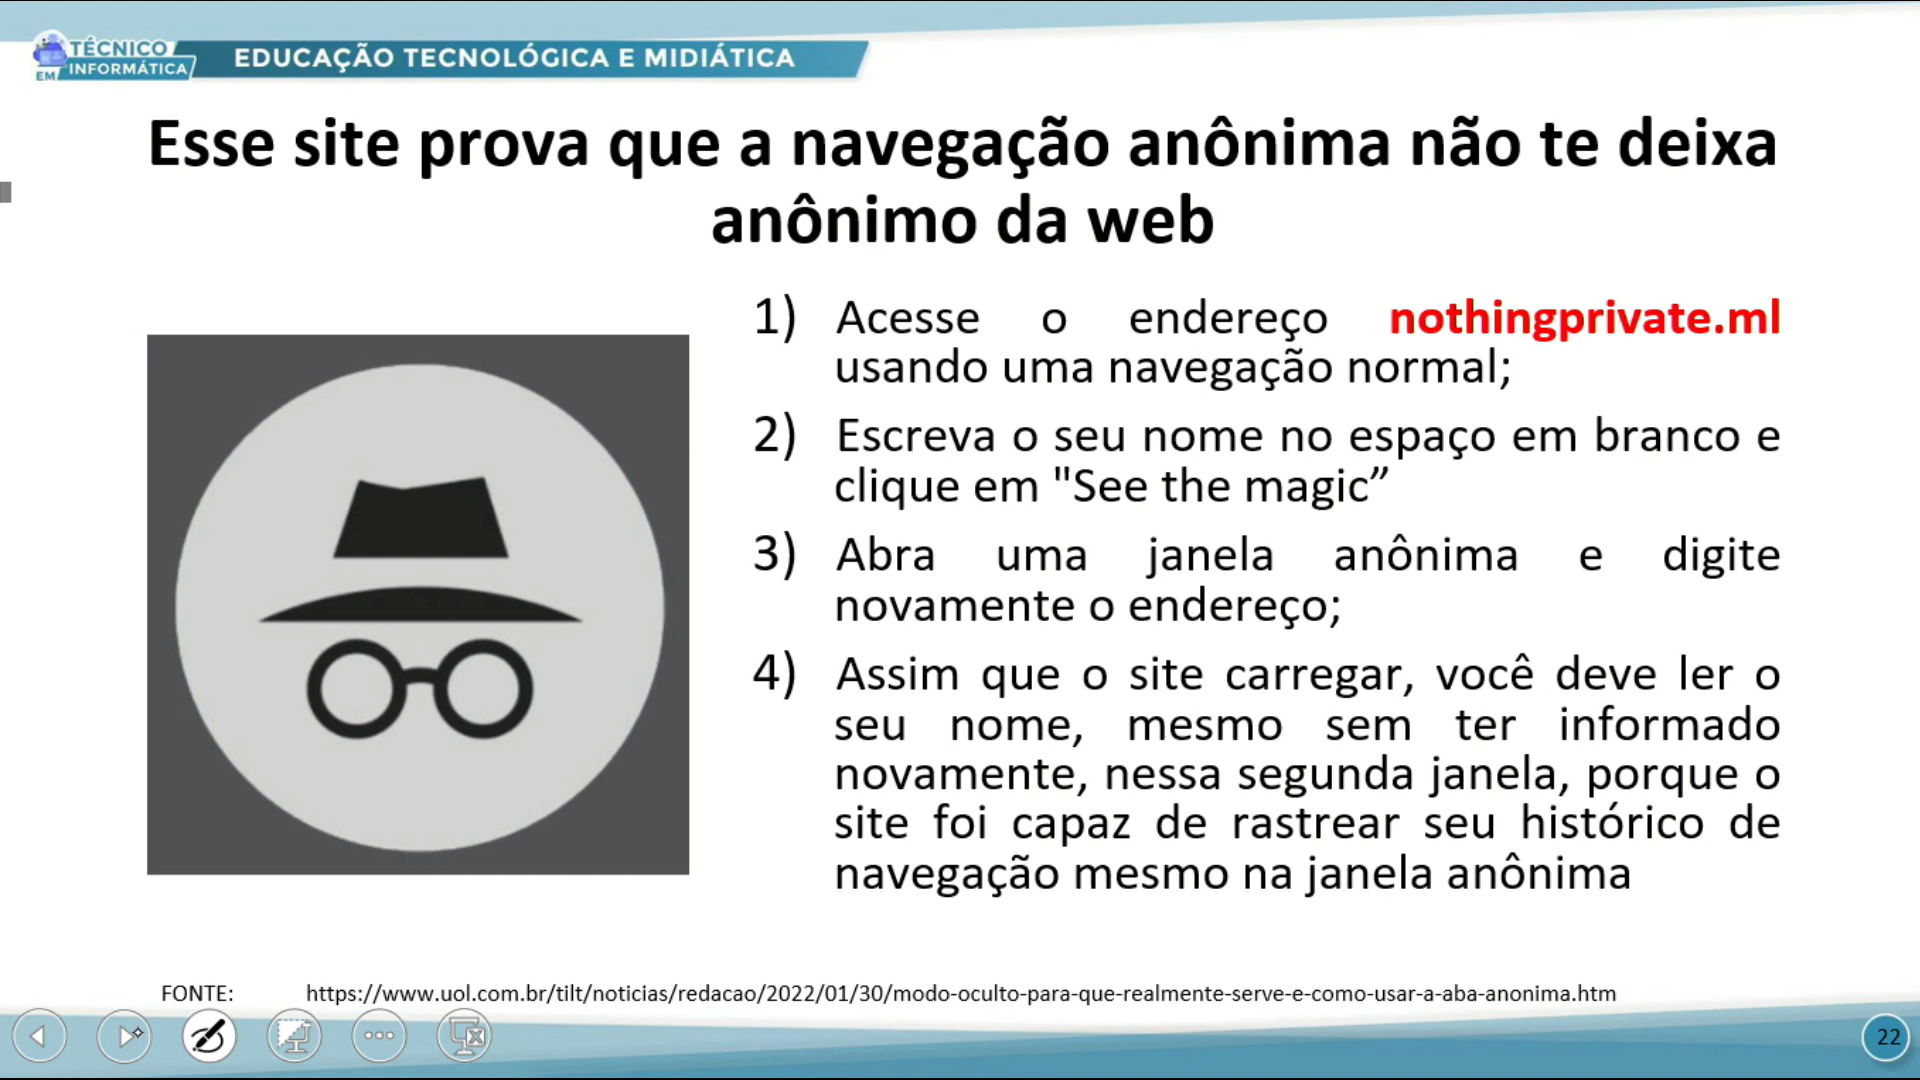 TÉCNICO
EM INFORMÁTICA
EDUCAÇÃO TECNOLÓGICA E MIDIÁTICA
Esse site prova que a navegação anônima não te deixa
anônimo da web
1) Acesse o endereço nothingprivate.ml
usando uma navegação normal;
2) Escreva o seu nome no espaço em branco e
clique em "See the magic”
3) Abra uma janela anônima e digite
novamente o endereço;
4) Assim que o site carregar, você deve ler o
seu nome, mesmo sem ter informado
novamente, nessa segunda janela, porque o
site foi capaz de rastrear seu histórico de
navegação mesmo na janela anônima
FONTE: https://www.uol.com.br/tilt/noticias/redacao/2022/01/30/modo-oculto-para-que-realmente-serve-e-como-usar-a-aba-anonima.htm
22